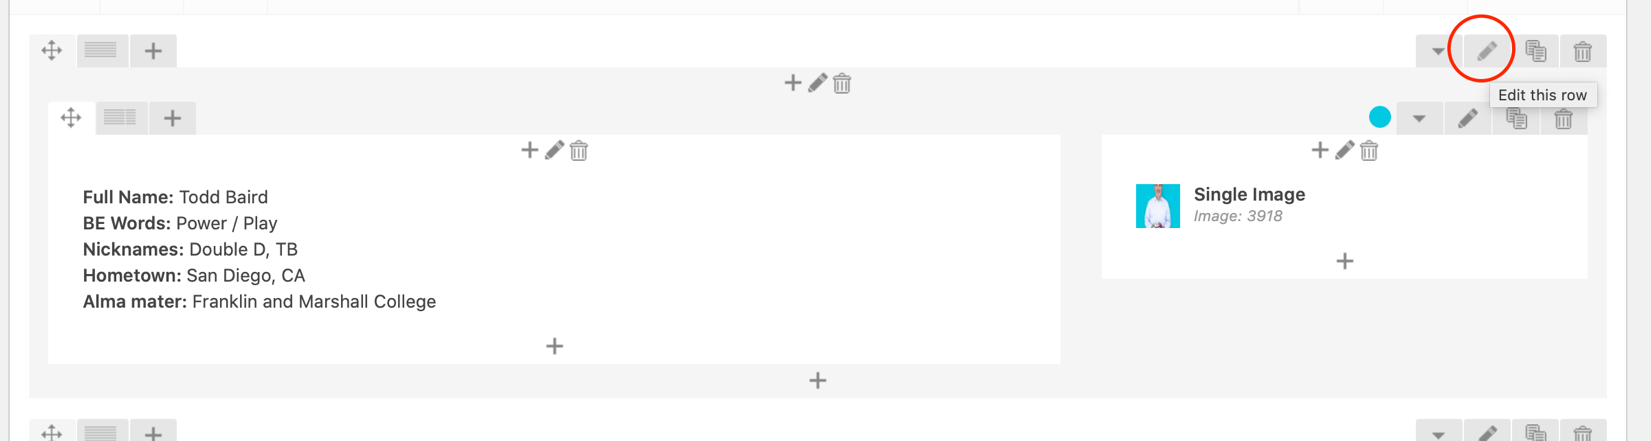 Edit this row
Full Name: Todd Baird
BE Words: Power / Play
Nicknames: Double D, TB
Hometown: San Diego, CA
Alma mater: Franklin and Marshall College
Single Image
Image: 3918